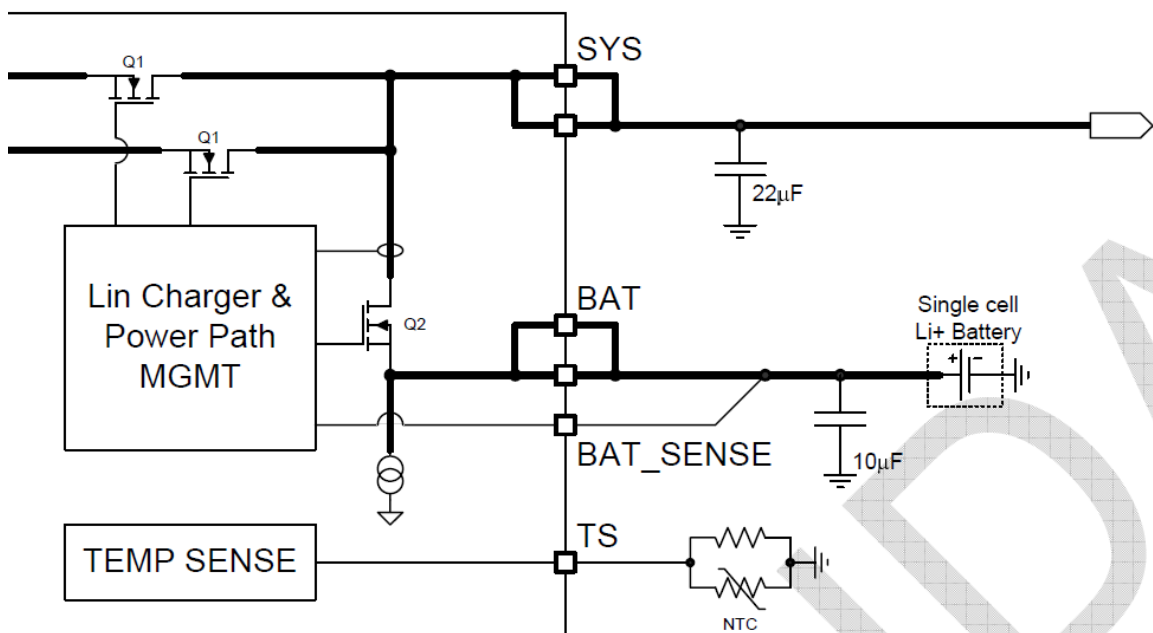 SYS
Q1
Q1
22μF
Lin Charger &
Power Path
MGMT
Q2
BAT
Single cell
Li+ Battery
+ -
BAT_SENSE
10μF
TEMP SENSE
TS
NTC